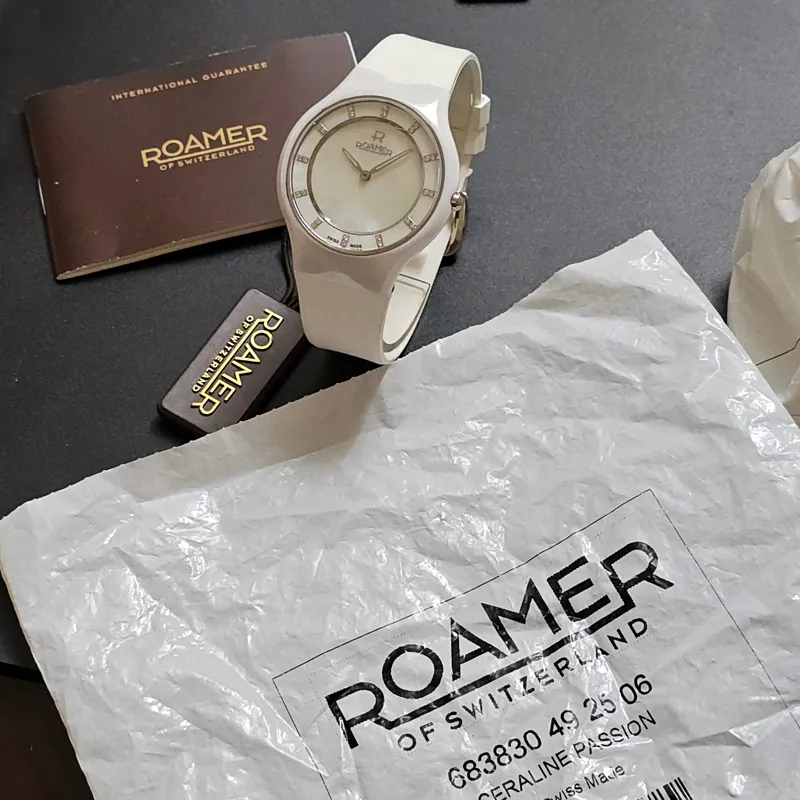 INTERNATIONAL GUARANTEE
ROAMER
OF SWITZERLAND
R
ROAMER
SWISS MADE
ROAMER
OF SWITZERLAND
ROAMER
OF SWITZERLAND
683830 49 25 06
CERALINE PASSION
Swiss Made